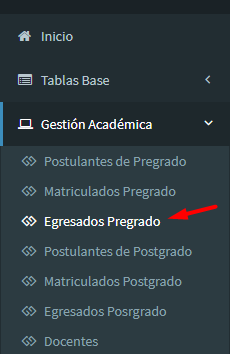 Inicio
Tablas Base
Gestión Académica
Postulantes de Pregrado
Matriculados Pregrado
Egresados Pregrado
Postulantes de Postgrado
Matriculados Postgrado
Egresados Posrgrado
Docentes